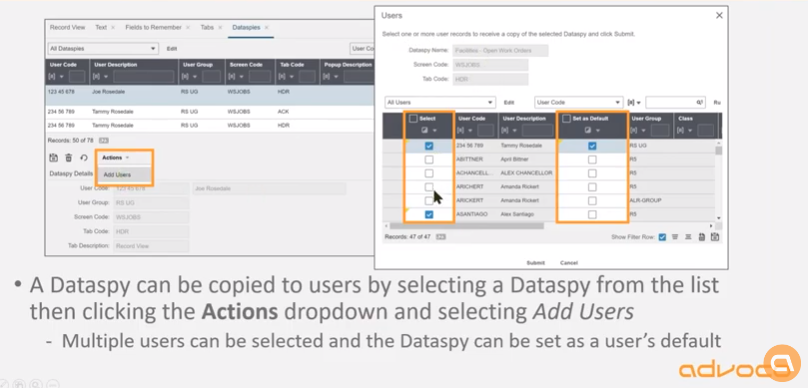 Record View Text × Fields to Remember × Tabs × Dataspies ×
All Dataspies Edit User Co
User Code User Description User Group Screen Code Tab Code Popup Description
123 45 678 Joe Rosedale RS UG WSJOBS HDR
234 56 789 Tammy Rosedale RS UG WSJOBS ACK
234 56 789 Tammy Rosedale RS UG WSJOBS HDR
Records: 50 of 78
Actions
Add Users
Dataspy Details
User Code: 123 45 678 Joe Rosedale
User Group: RS UG
Screen Code: WSJOBS
Tab Code: HDR
Tab Description: Record View
Users
Select one or more user records to receive a copy of the selected Dataspy and click Submit.
Dataspy Name: Facilities - Open Work Orders
Screen Code: WSJOBS
Tab Code: HDR
All Users Edit User Code Ru
Select User Code User Description Set as Default User Group Class
234 56 789 Tammy Rosedale RS UG
ABITTNER April Bittner RS
ACHANCELL... ALEX CHANCELLOR RS
ARICHERT Amanda Rickert RS
ARICKERT Amanda Rickert ALR-GROUP
ASANTIAGO Alex Santiago RS
Records: 47 of 47 Show Filter Row:
Submit Cancel
• A Dataspy can be copied to users by selecting a Dataspy from the list
then clicking the Actions dropdown and selecting Add Users
- Multiple users can be selected and the Dataspy can be set as a user's default